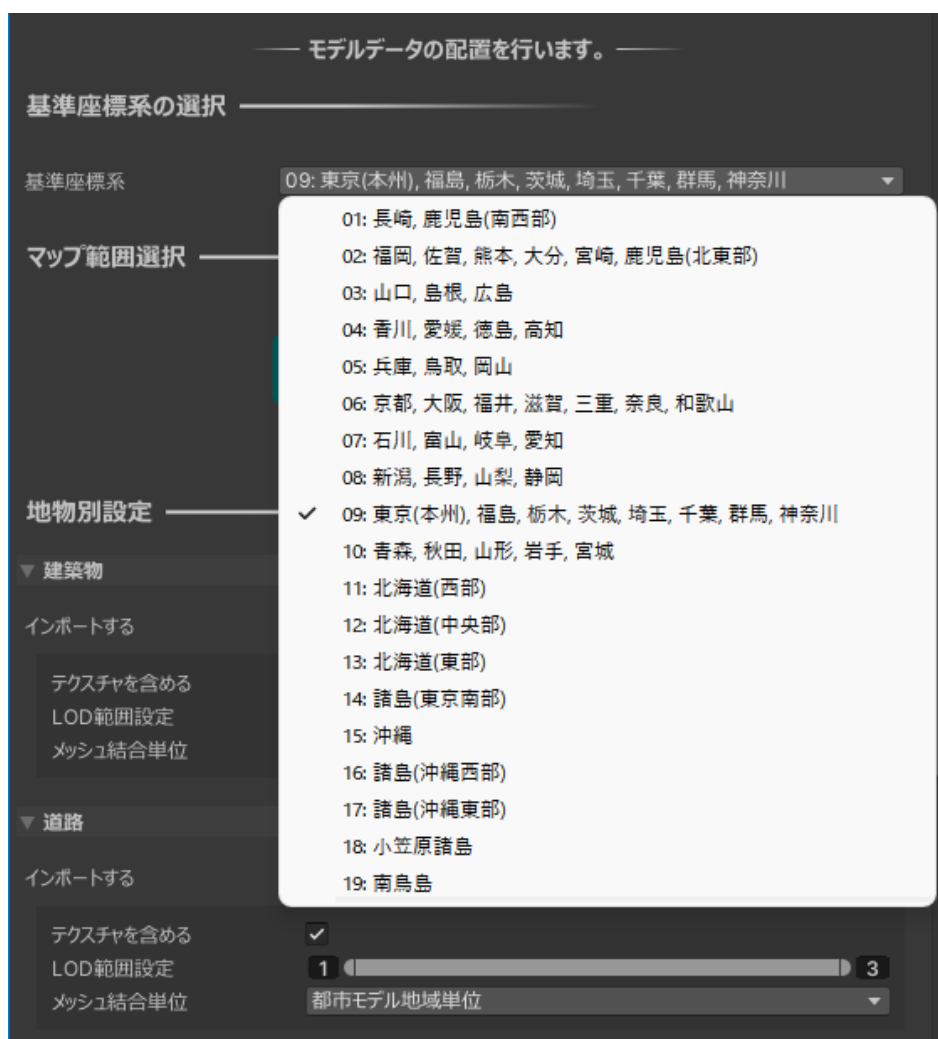 モデルデータの配置を行います。
基準座標系の選択
基準座標系
09: 東京(本州), 福島, 栃木, 茨城, 埼玉, 千葉, 群馬, 神奈川
01: 長崎, 鹿児島(南西部)
02: 福岡, 佐賀, 熊本, 大分, 宮崎, 鹿児島(北東部)
マップ範囲選択
03: 山口, 島根, 広島
04: 香川, 愛媛, 徳島, 高知
05: 兵庫, 鳥取, 岡山
06: 京都, 大阪, 福井, 滋賀, 三重, 奈良, 和歌山
07: 石川, 富山, 岐阜, 愛知
08: 新潟, 長野, 山梨, 静岡
地物別設定
09: 東京(本州), 福島, 栃木, 茨城, 埼玉, 千葉, 群馬, 神奈川
10: 青森, 秋田, 山形, 岩手, 宮城
建築物
11: 北海道(西部)
インポートする
12: 北海道(中央部)
13: 北海道(東部)
テクスチャを含める
14: 諸島(東京南部)
LOD範囲設定
15: 沖縄
メッシュ結合単位
16: 諸島(沖縄西部)
17: 諸島(沖縄東部)
道路
18: 小笠原諸島
インポートする
19: 南鳥島
テクスチャを含める
LOD範囲設定 1 3
メッシュ結合単位 都市モデル地域単位